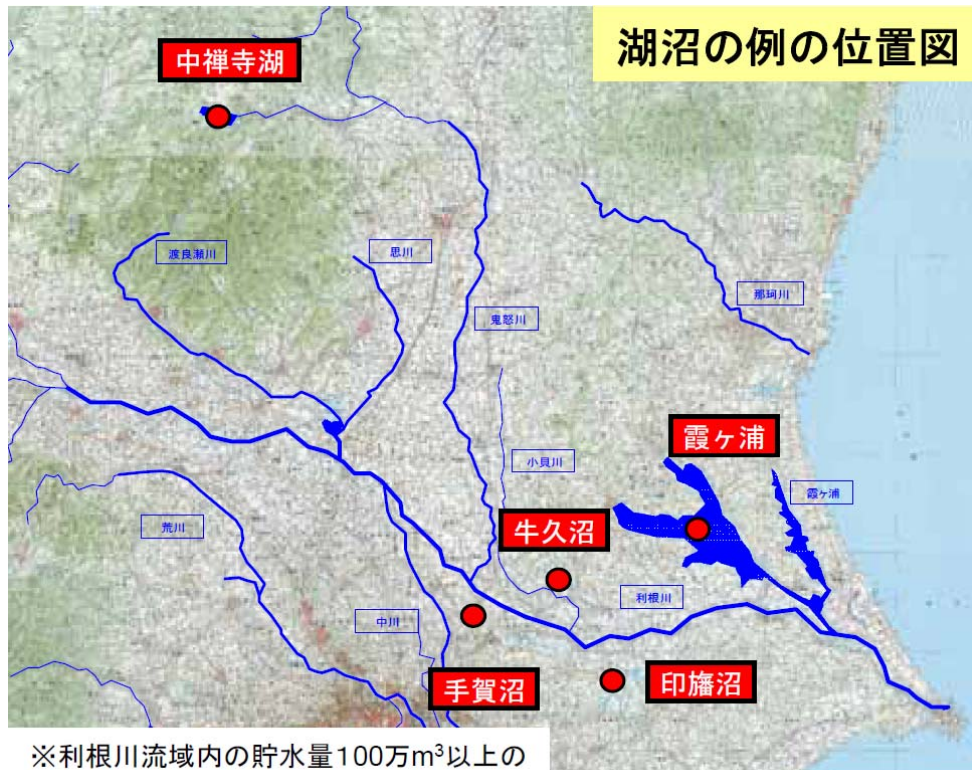 湖沼の例の位置図
中禅寺湖
渡良瀬川
思川
鬼怒川
那珂川
霞ヶ浦
小貝川
霞ヶ浦
牛久沼
荒川
利根川
中川
手賀沼
印旛沼
※利根川流域内の貯水量100万m³以上の